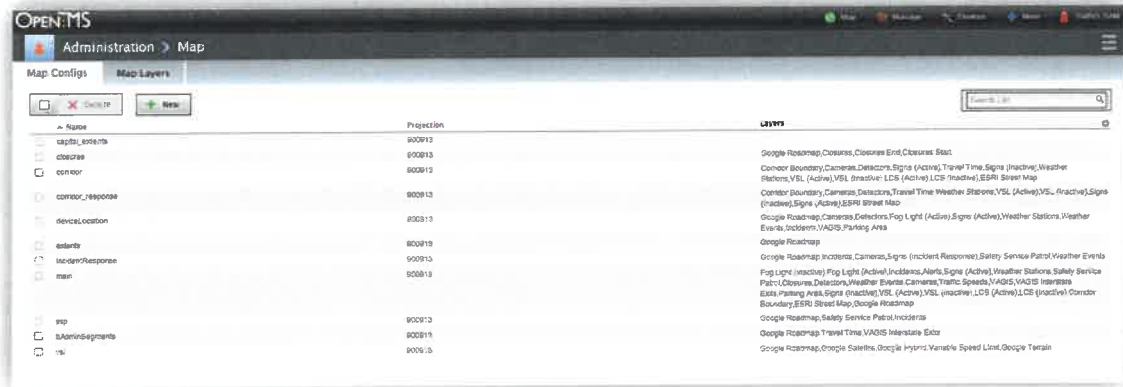 OPEN TMS
Map
Administration > Map
Map Configs Map Layers
Delete New Search List
Name Projection Layers
capital_extents 900913
closures 900913 Google Roadmap,Closures,Closures End,Closures Start
corridor 900913 Corridor Boundary,Cameras,Detectors,Signs (Active),Travel Time,Signs (Inactive),Weather
Stations,VSL (Active),VSL (Inactive) LCS (Active),LCS (Inactive),ESRI Street Map
corridor_response 900913 Corridor Boundary,Cameras,Detectors,Travel Time Weather Stations,VSL (Active),VSL (Inactive),Signs
(Inactive),Signs (Active),ESRI Street Map
deviceLocation 900913 Google Roadmap,Cameras,Detectors,Fog Light (Active),Signs (Active),Weather Stations,Weather
Events,Incidents,VAGIS,Parking Area
extents 900913 Google Roadmap
incidentResponse 900913 Google Roadmap,Incidents,Cameras,Signs (Incident Response),Safety Service Patrol,Weather Events
main 900913 Fog Light (Inactive),Fog Light (Active),Incidents,Alerts,Signs (Active),Weather Stations,Safety Service
Patrol,Closures,Detectors,Weather Events,Cameras,Traffic Speeds,VAGIS,VAGIS Interstate
Exits,Parking Area,Signs (Inactive),VSL (Active),VSL (Inactive),LCS (Active),LCS (Inactive) Corridor
Boundary,ESRI Street Map,Google Roadmap
ssp 900913 Google Roadmap,Safety Service Patrol,Incidents
ttAdminSegments 900913 Google Roadmap,Travel Time,VAGIS Interstate Exits
vsl 900913 Google Roadmap,Google Satellite,Google Hybrid,Variable Speed Limit,Google Terrain